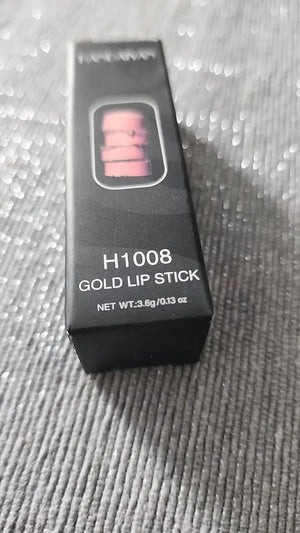 H1008
GOLD LIP STICK
NET WT.:3.6g/0.13 oz